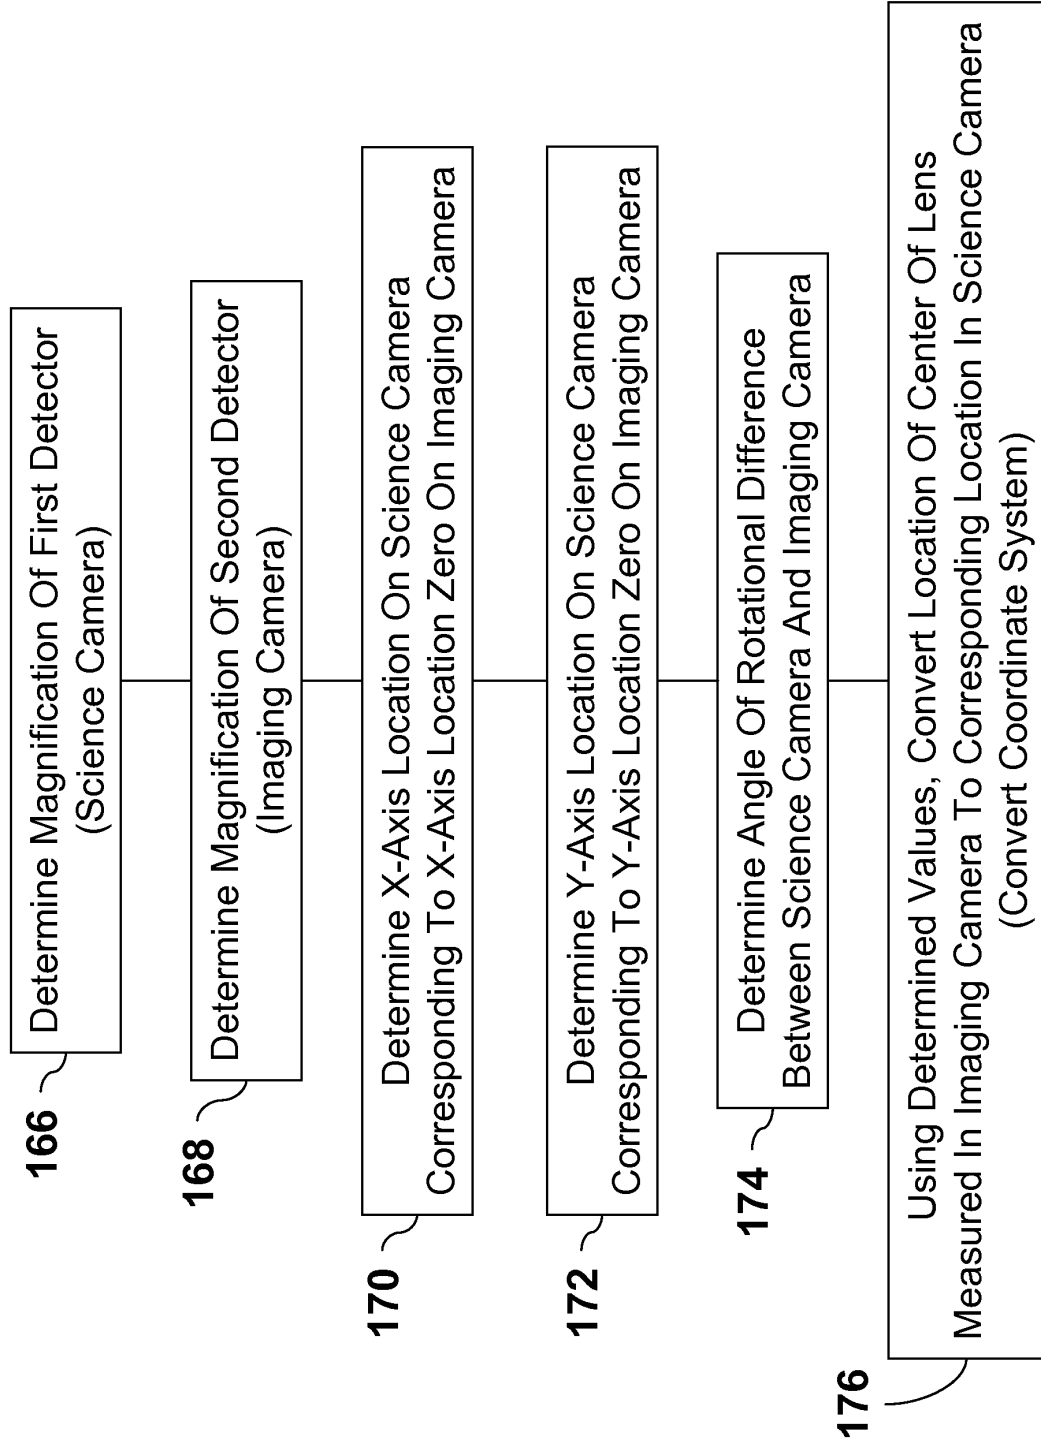 166
Determine Magnification Of First Detector
(Science Camera)
168
Determine Magnification Of Second Detector
(Imaging Camera)
170
Determine X-Axis Location On Science Camera
Corresponding To X-Axis Location Zero On Imaging Camera
172
Determine Y-Axis Location On Science Camera
Corresponding To Y-Axis Location Zero On Imaging Camera
174
Determine Angle Of Rotational Difference
Between Science Camera And Imaging Camera
176
Using Determined Values, Convert Location Of Center Of Lens
Measured In Imaging Camera To Corresponding Location In Science Camera
(Convert Coordinate System)